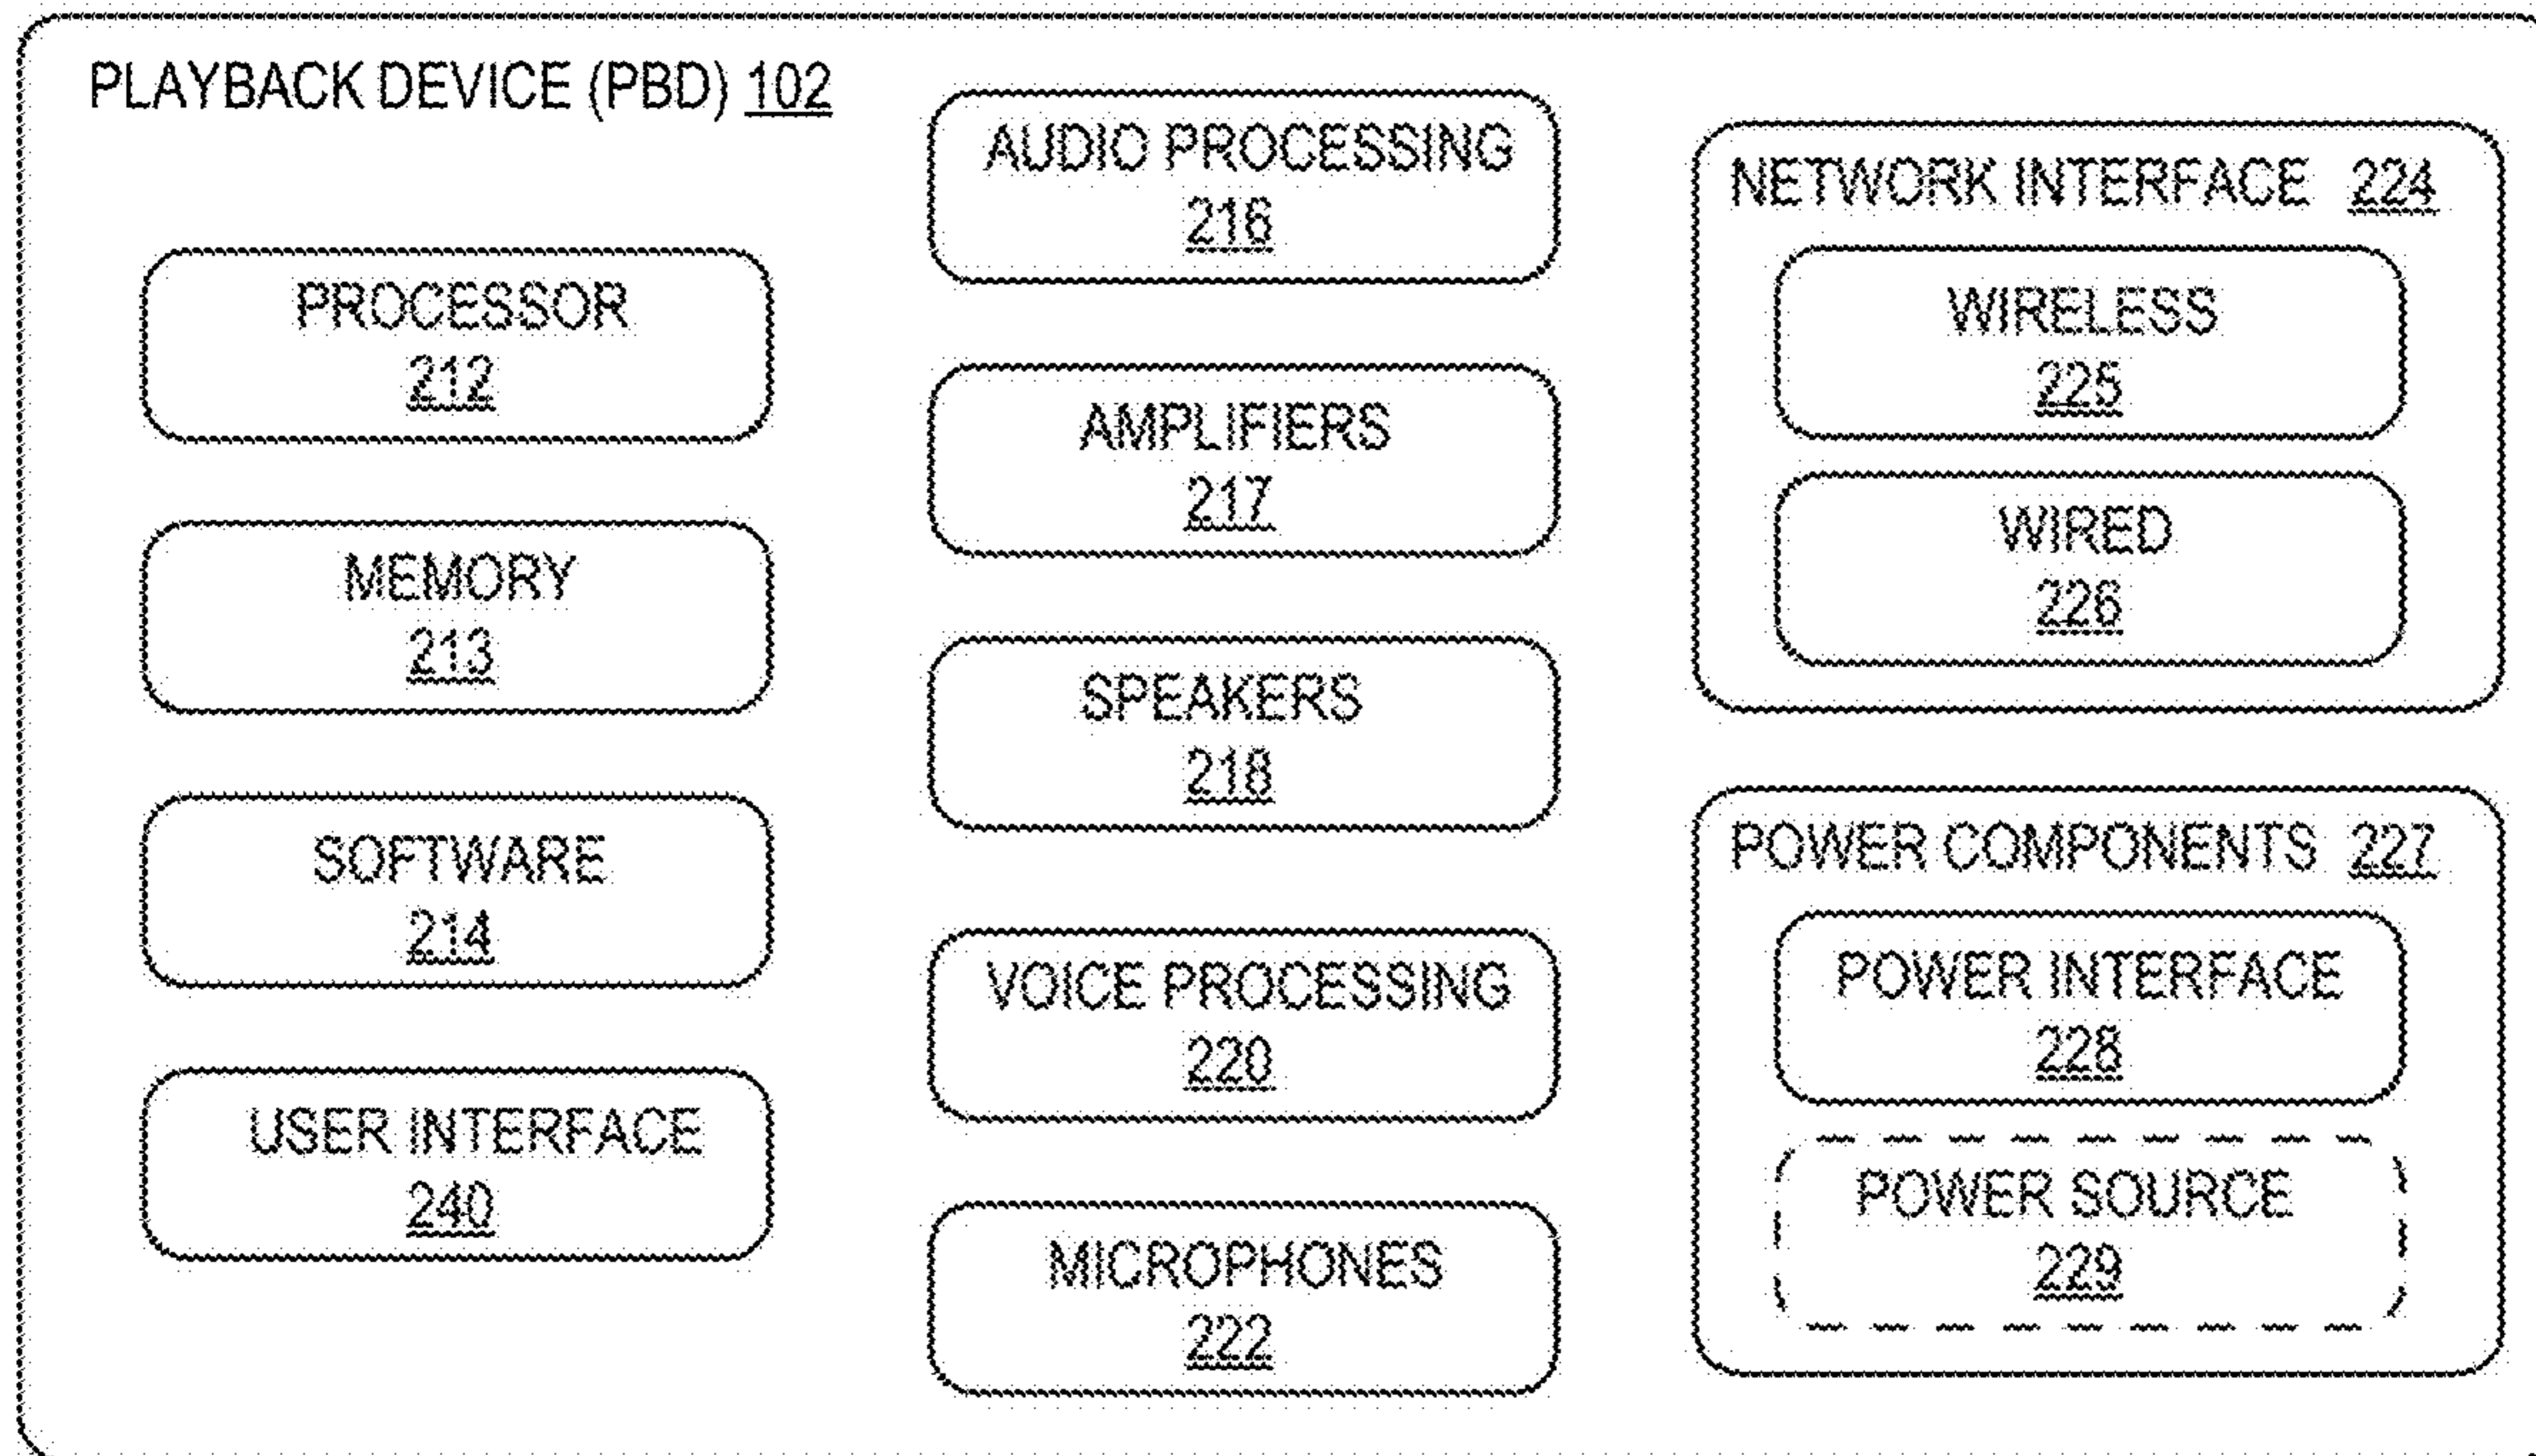 PLAYBACK DEVICE (PBD) 102
PROCESSOR
212
MEMORY
213
SOFTWARE
214
USER INTERFACE
240
AUDIO PROCESSING
216
AMPLIFIERS
217
SPEAKERS
218
VOICE PROCESSING
220
MICROPHONES
222
NETWORK INTERFACE 224
WIRELESS
225
WIRED
226
POWER COMPONENTS 227
POWER INTERFACE
228
POWER SOURCE
229